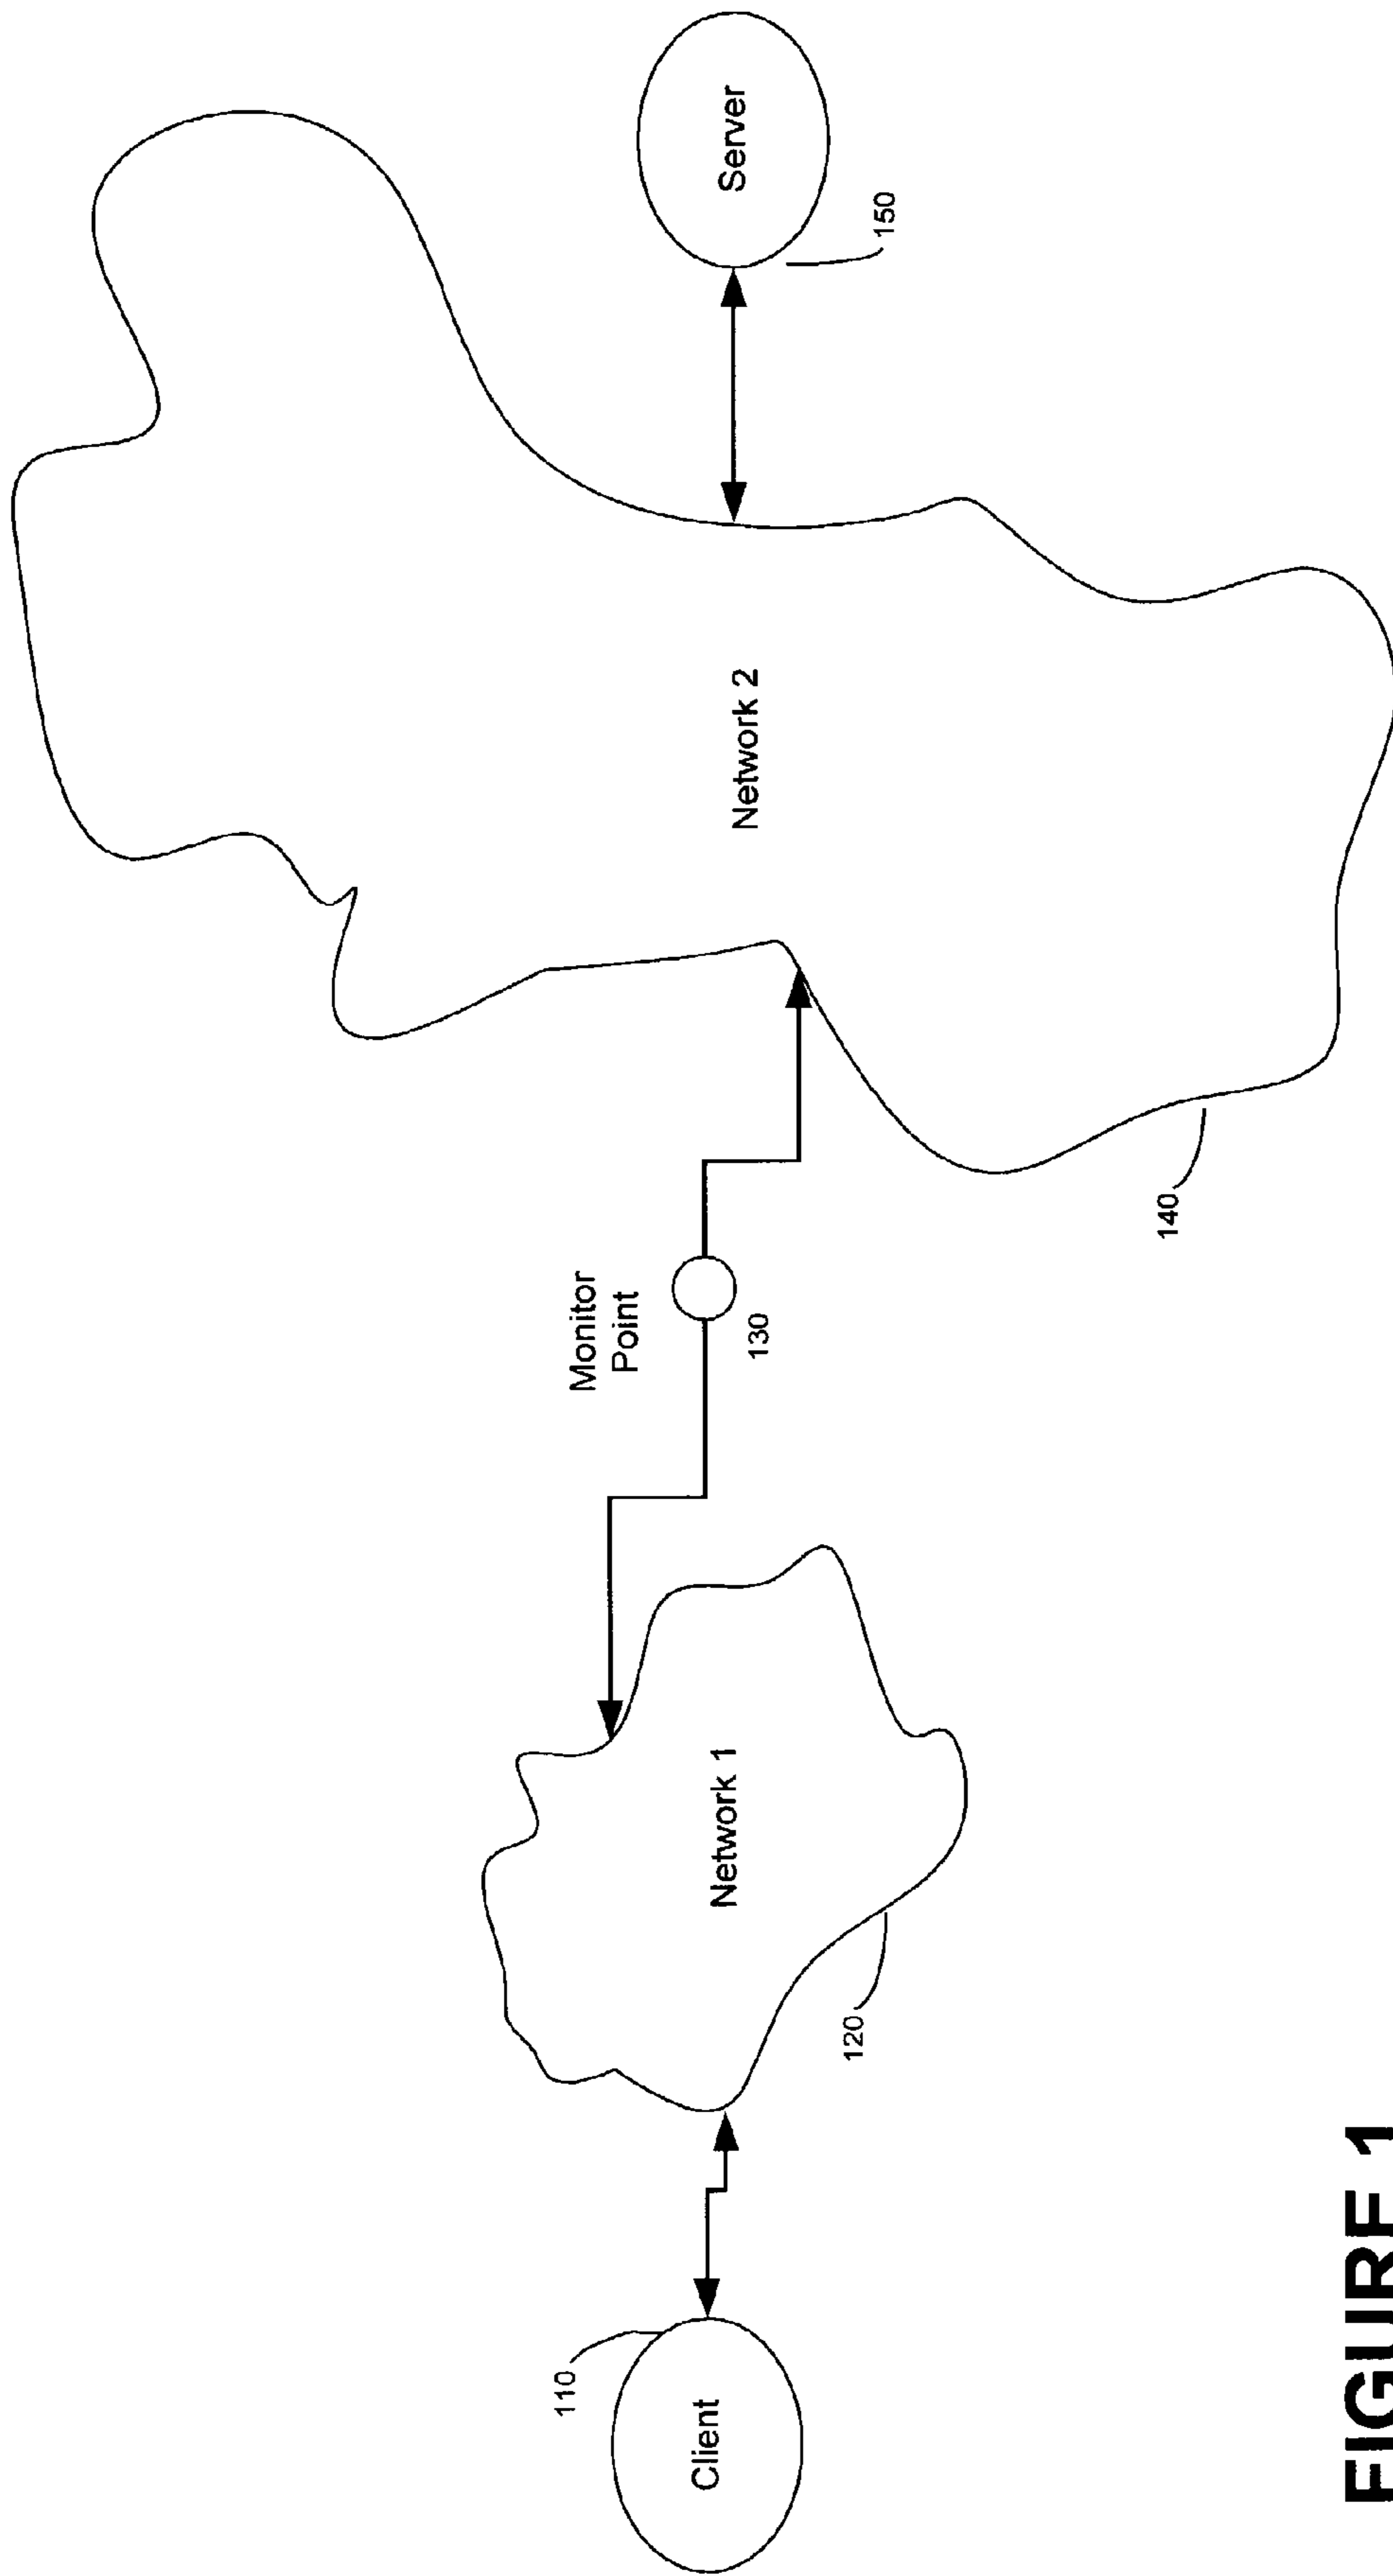 Client
110
Network 1
120
Monitor
Point
130
Network 2
140
Server
150
FIGURE 1